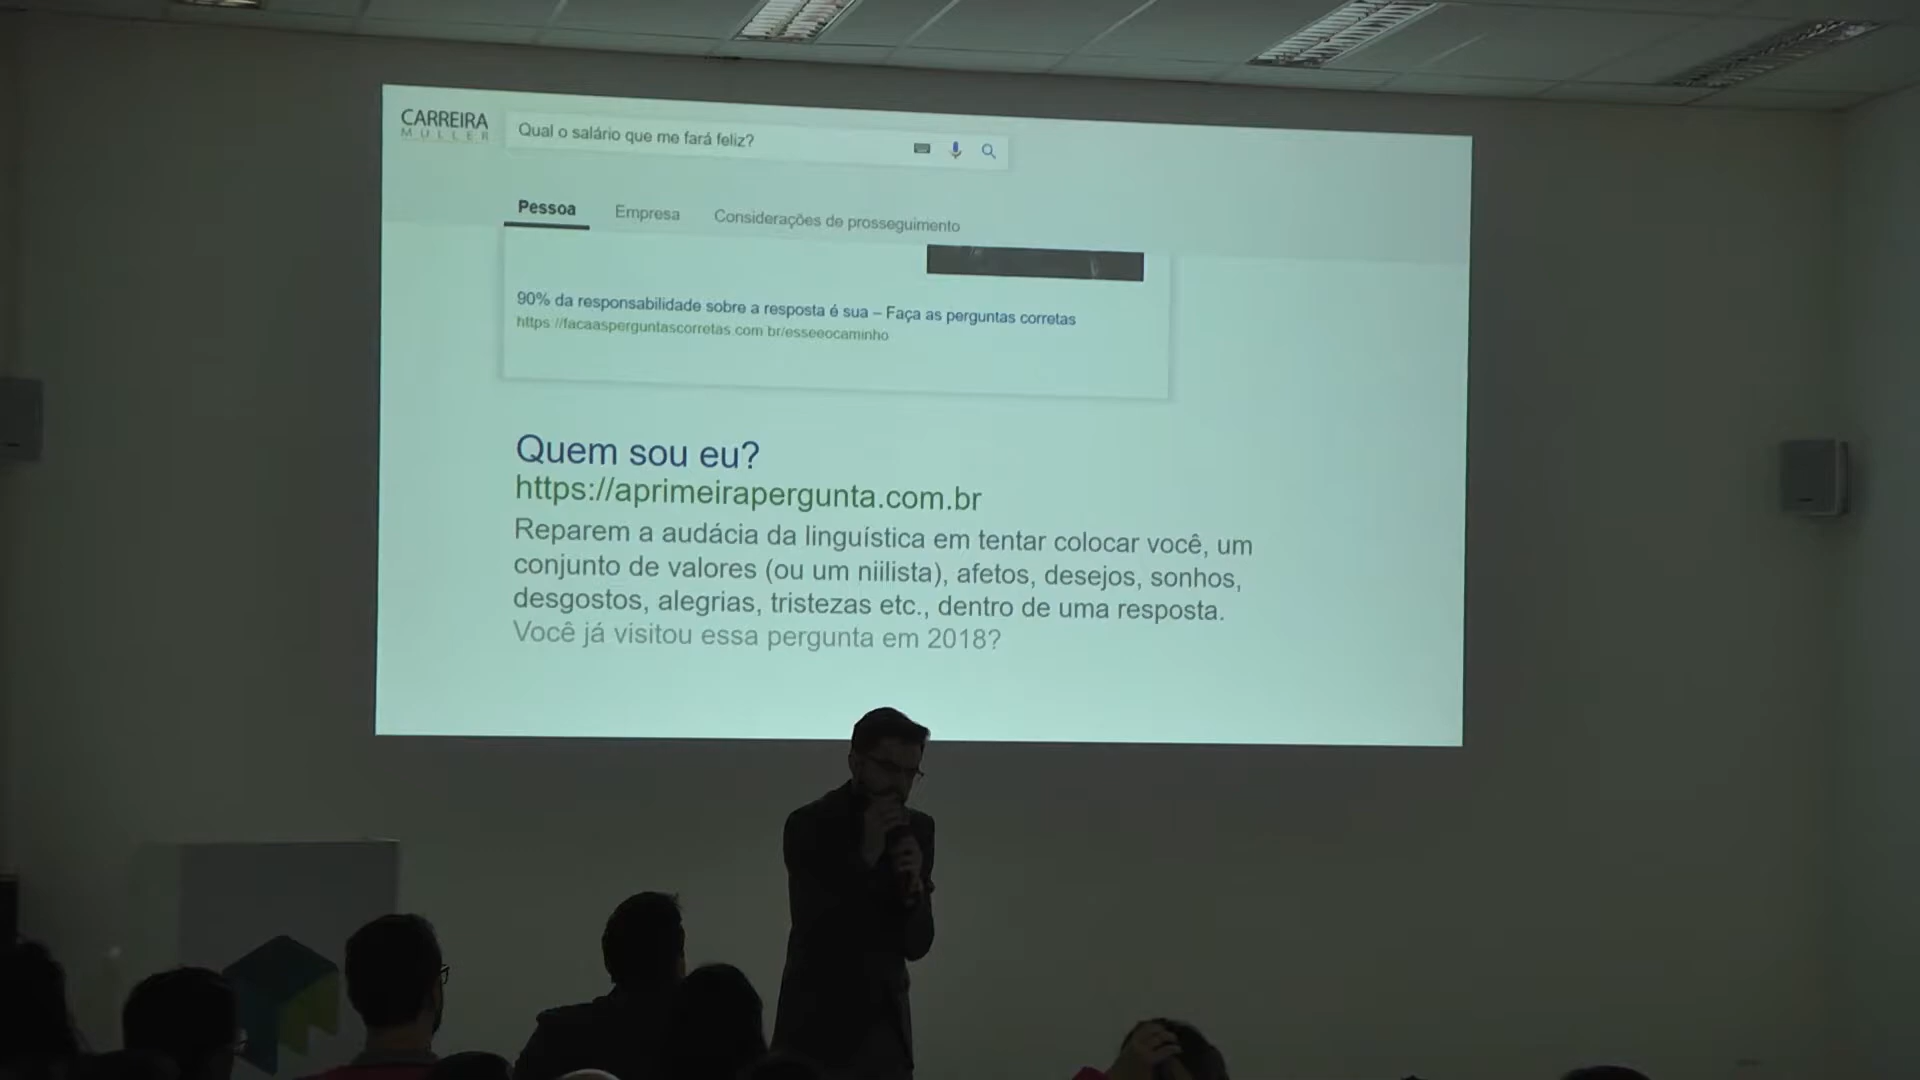 CARREIRA
MULLER
Qual o salário que me fará feliz?
Pessoa Empresa Considerações de prosseguimento
90% da responsabilidade sobre a resposta é sua – Faça as perguntas corretas
https://facaasperguntascorretas.com.br/esseeocaminho
Quem sou eu?
https://aprimeirapergunta.com.br
Reparem a audácia da linguística em tentar colocar você, um
conjunto de valores (ou um niilista), afetos, desejos, sonhos,
desgostos, alegrias, tristezas etc., dentro de uma resposta.
Você já visitou essa pergunta em 2018?